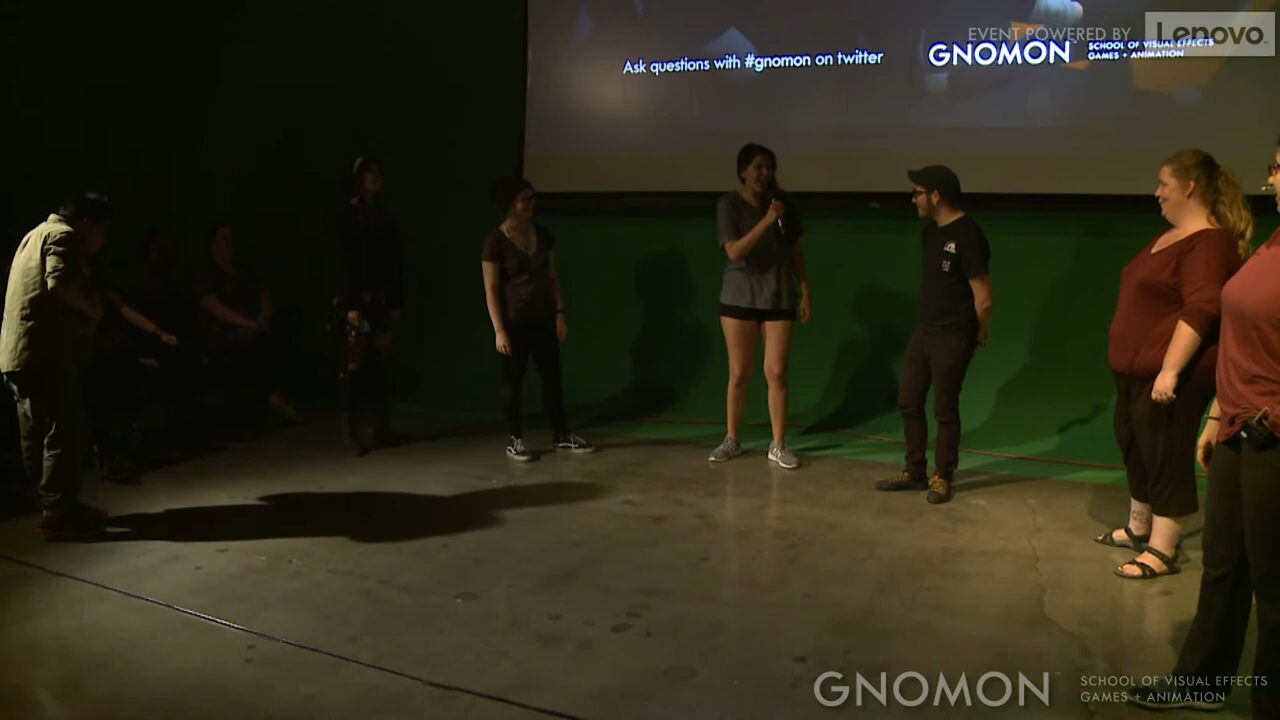 EVENT POWERED BY Lenovo
Ask questions with #gnomon on twitter
GNOMON SCHOOL OF VISUAL EFFECTS
GAMES + ANIMATION
GNOMON SCHOOL OF VISUAL EFFECTS
GAMES + ANIMATION